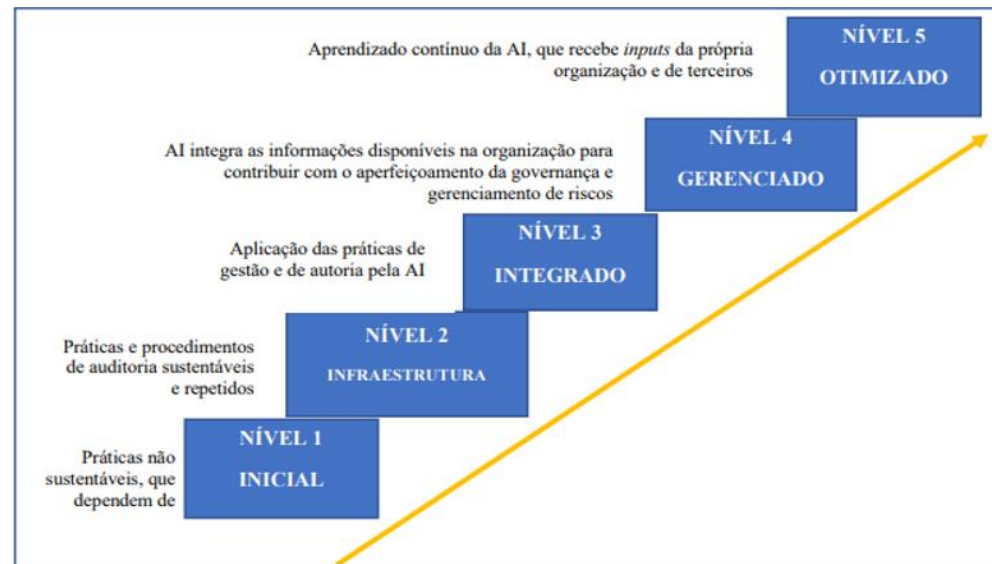 Aprendizado contínuo da AI, que recebe inputs da própria
organização e de terceiros
NÍVEL 5
OTIMIZADO
AI integra as informações disponíveis na organização para
contribuir com o aperfeiçoamento da governança e
gerenciamento de riscos
NÍVEL 4
GERENCIADO
Aplicação das práticas de
gestão e de autoria pela AI
NÍVEL 3
INTEGRADO
Práticas e procedimentos
de auditoria sustentáveis
e repetidos
NÍVEL 2
INFRAESTRUTURA
Práticas não
sustentáveis, que
dependem de
NÍVEL 1
INICIAL